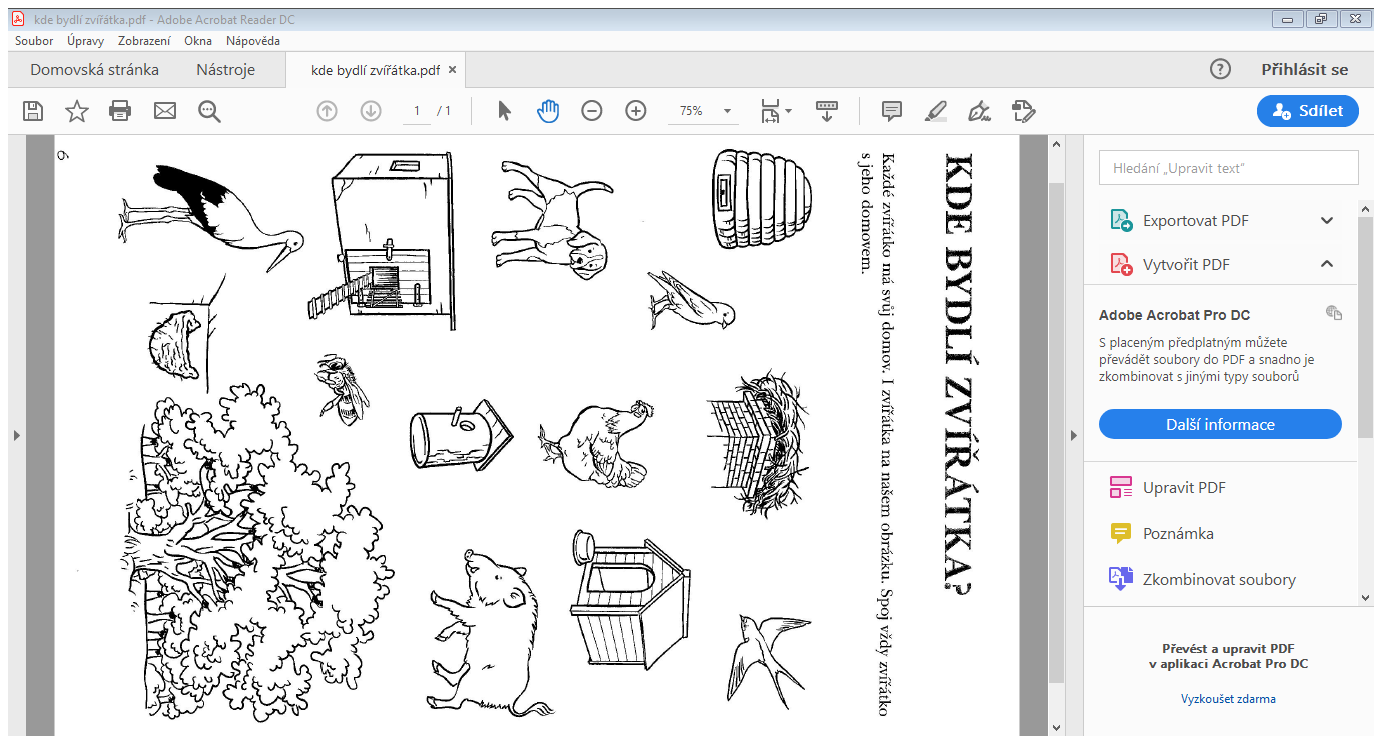 kde bydlí zvířátka.pdf - Adobe Acrobat Reader DC
Soubor Úpravy Zobrazení Okna Nápověda
Domovská stránka Nástroje kde bydlí zvířátka.pdf × Přihlásit se
1 / 1 75% Sdílet
KDE BYDLÍ ZVÍŘÁTKA?
Každé zvířátko má svůj domov. I zvířátka na našem obrázku. Spoj vždy zvířátko
s jeho domovem.
Hledání „Upravit text"
Exportovat PDF
Vytvořit PDF
Adobe Acrobat Pro DC
S placeným předplatným můžete
převádět soubory do PDF a snadno je
zkombinovat s jinými typy souborů
Další informace
Upravit PDF
Poznámka
Zkombinovat soubory
Převést a upravit PDF
v aplikaci Acrobat Pro DC
Vyzkoušet zdarma